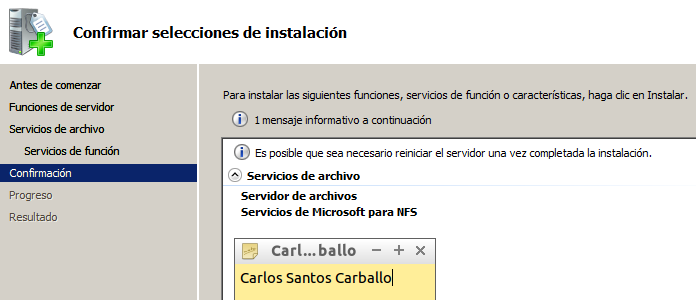 Confirmar selecciones de instalación
Antes de comenzar
Funciones de servidor
Servicios de archivo
Servicios de función
Confirmación
Progreso
Resultado
Para instalar las siguientes funciones, servicios de función o características, haga clic en Instalar.
1 mensaje informativo a continuación
Es posible que sea necesario reiniciar el servidor una vez completada la instalación.
Servicios de archivo
Servidor de archivos
Servicios de Microsoft para NFS
Carl...ballo
Carlos Santos Carballo